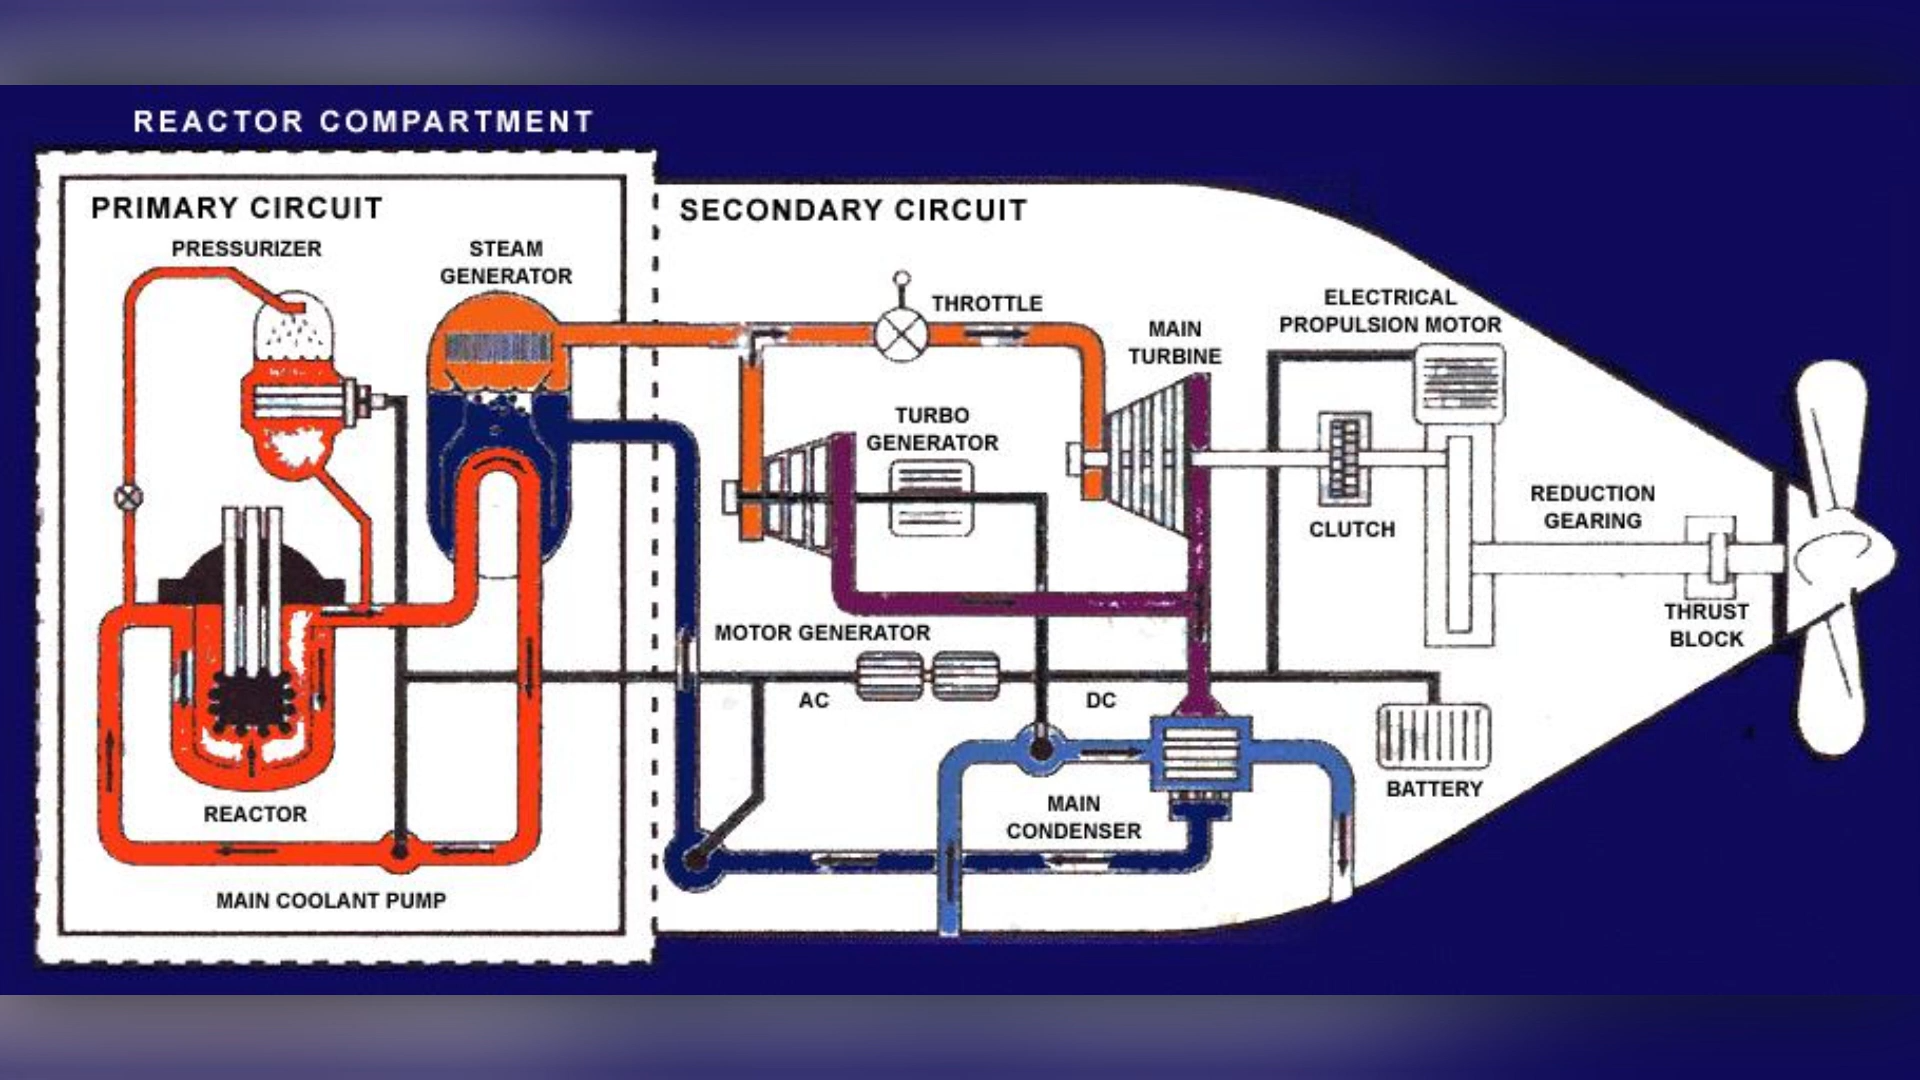 REACTOR COMPARTMENT
PRIMARY CIRCUIT
SECONDARY CIRCUIT
PRESSURIZER
STEAM
GENERATOR
THROTTLE
MAIN
TURBINE
ELECTRICAL
PROPULSION MOTOR
TURBO
GENERATOR
CLUTCH
REDUCTION
GEARING
THRUST
BLOCK
MOTOR GENERATOR
AC
DC
REACTOR
MAIN
CONDENSER
BATTERY
MAIN COOLANT PUMP